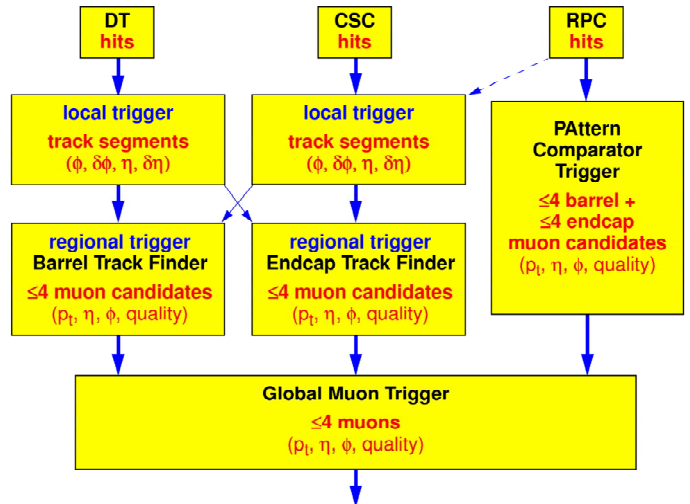 DT
hits
CSC
hits
RPC
hits
local trigger
track segments
(ϕ, δϕ, η, δη)
local trigger
track segments
(ϕ, δϕ, η, δη)
PAttern
Comparator
Trigger
≤4 barrel +
≤4 endcap
muon candidates
(pt, η, ϕ, quality)
regional trigger
Barrel Track Finder
≤4 muon candidates
(pt, η, ϕ, quality)
regional trigger
Endcap Track Finder
≤4 muon candidates
(pt, η, ϕ, quality)
Global Muon Trigger
≤4 muons
(pt, η, ϕ, quality)